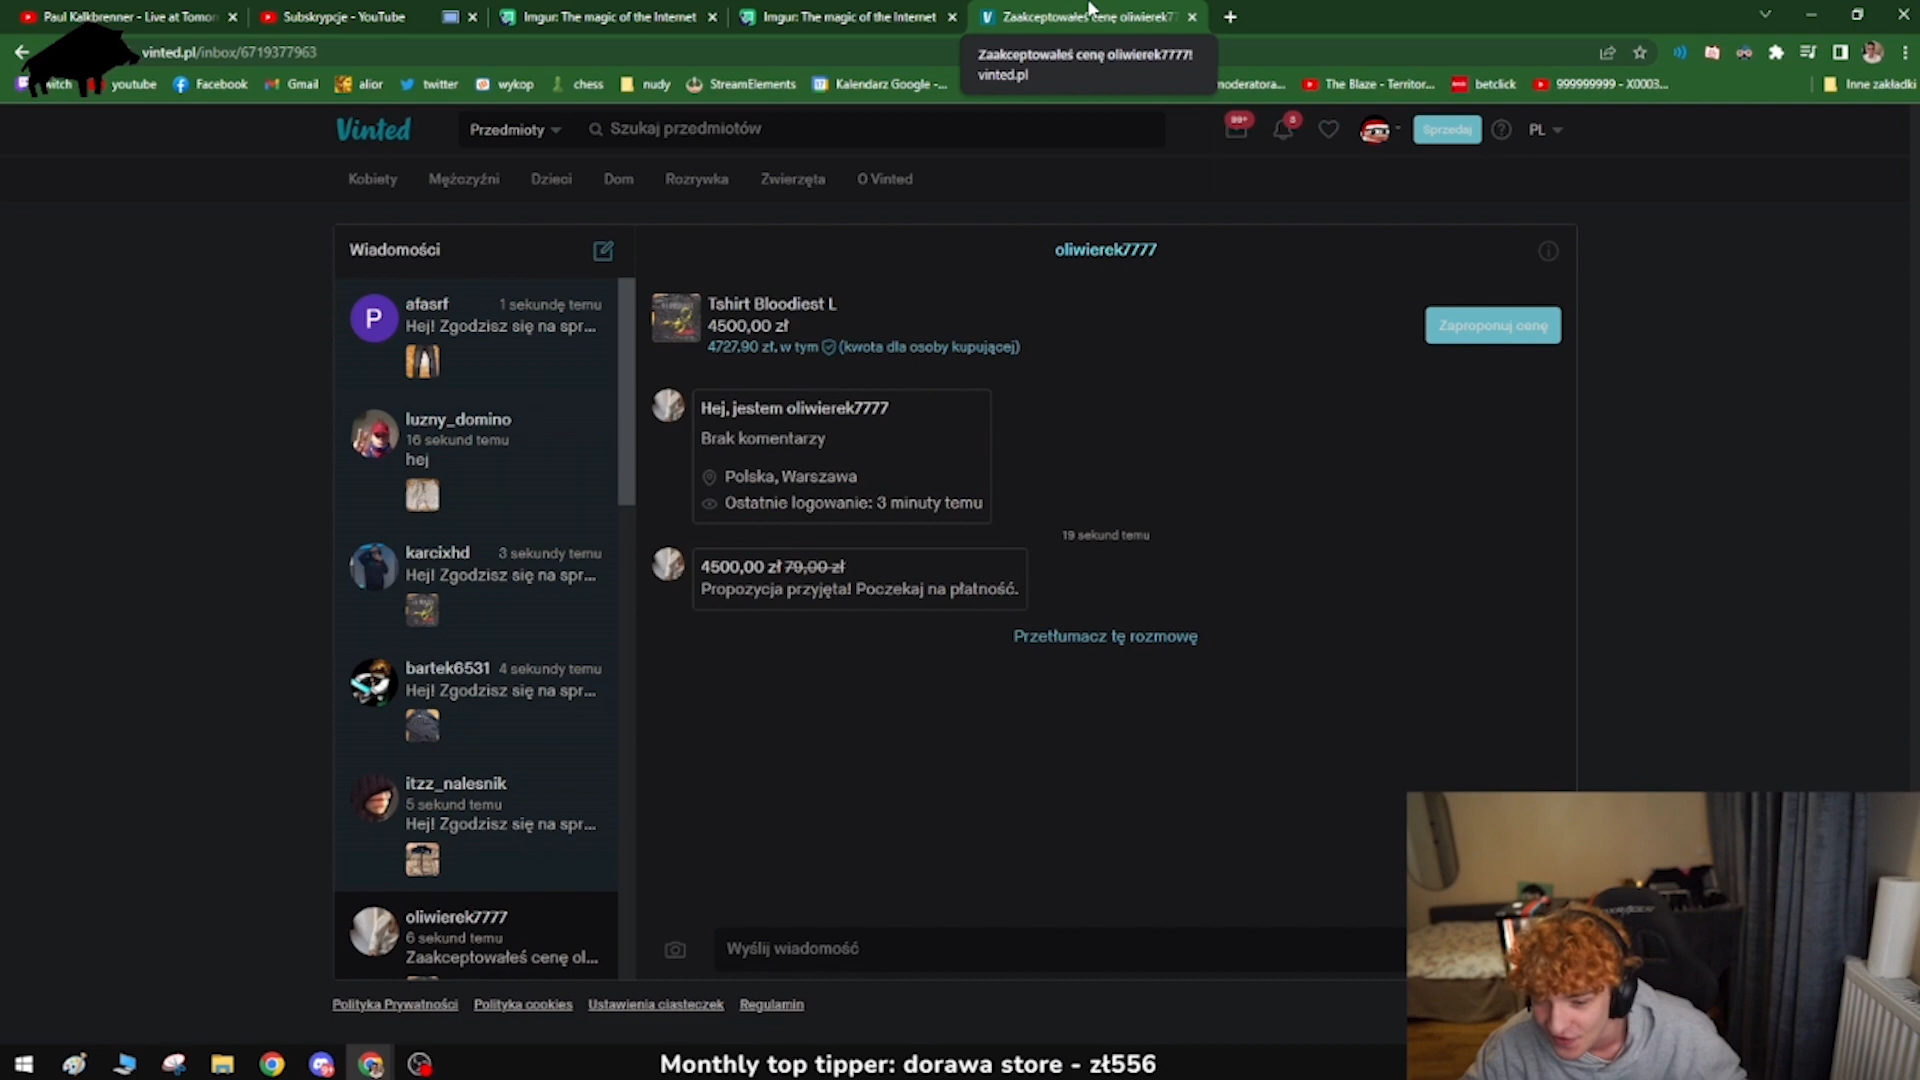 Paul Kalkbrenner - Live at Tomor
Subskrypcje - YouTube
Imgur: The magic of the Internet
Imgur: The magic of the Internet
Zaakceptowałeś cenę oliwierek7
vinted.pl/inbox/6719377963
Zaakceptowałeś cenę oliwierek7777!
vinted.pl
witch
youtube
Facebook
Gmail
alior
twitter
wykop
chess
nudy
StreamElements
Kalendarz Google -...
moderatora...
The Blaze - Territor...
betclick
999999999 - X0003...
Inne zakładki
Vinted
Przedmioty
Szukaj przedmiotów
99+
5
Sprzedaj
PL
Kobiety
Mężczyźni
Dzieci
Dom
Rozrywka
Zwierzęta
O Vinted
Wiadomości
oliwierek7777
P
afasrf
1 sekundę temu
Hej! Zgodzisz się na spr...
luzny_domino
16 sekund temu
hej
karcixhd
3 sekundy temu
Hej! Zgodzisz się na spr...
bartek6531
4 sekundy temu
Hej! Zgodzisz się na spr...
itzz_nalesnik
5 sekund temu
Hej! Zgodzisz się na spr...
oliwierek7777
6 sekund temu
Zaakceptowałeś cenę ol...
Tshirt Bloodiest L
4500,00 zł
4727,90 zł, w tym (kwota dla osoby kupującej)
Zaproponuj cenę
Hej, jestem oliwierek7777
Brak komentarzy
Polska, Warszawa
Ostatnie logowanie: 3 minuty temu
19 sekund temu
4500,00 zł 79,00 zł
Propozycja przyjęta! Poczekaj na płatność.
Przetłumacz tę rozmowę
Wyślij wiadomość
Polityka Prywatności
Polityka cookies
Ustawienia ciasteczek
Regulamin
Monthly top tipper: dorawa store - zł556